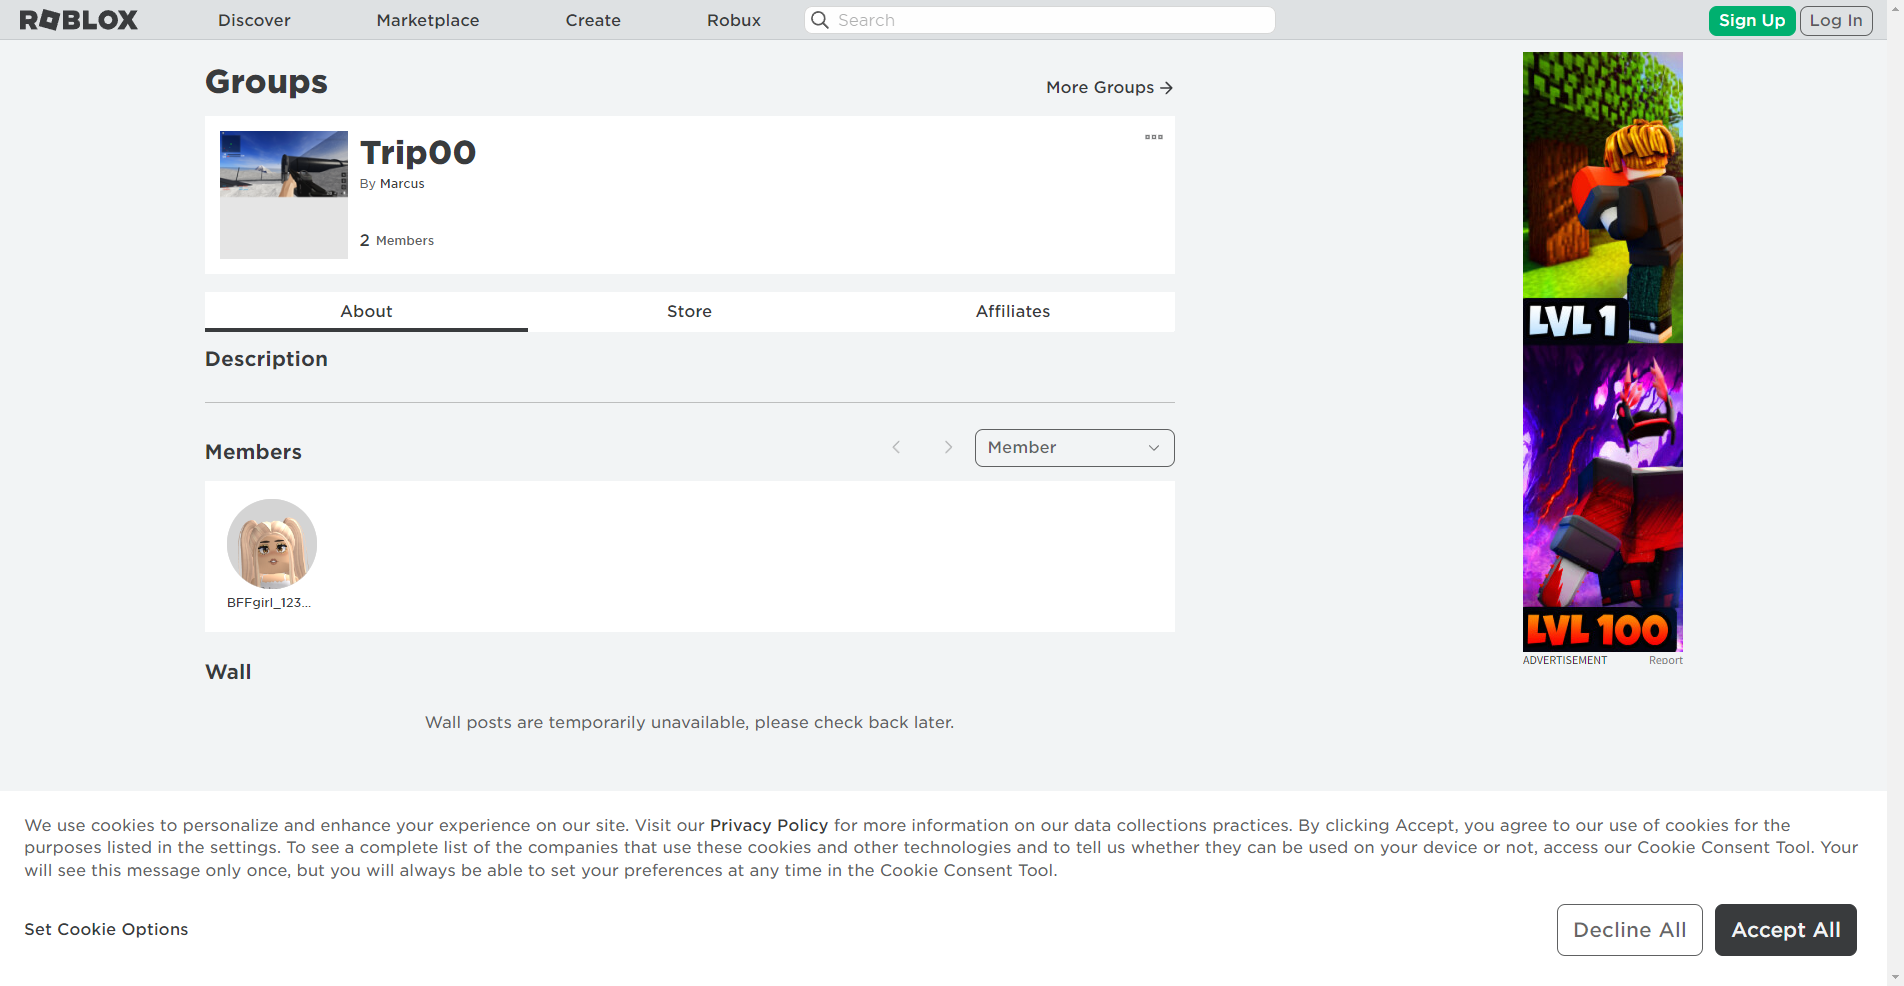 ROBLOX Discover Marketplace Create Robux Search Sign Up Log In
Groups
More Groups →
Trip00
By Marcus
2 Members
About Store Affiliates
Description
Members
Member
BFFgirl_123...
Wall
Wall posts are temporarily unavailable, please check back later.
LVL 1
LVL 100
ADVERTISEMENT Report
We use cookies to personalize and enhance your experience on our site. Visit our Privacy Policy for more information on our data collections practices. By clicking Accept, you agree to our use of cookies for the
purposes listed in the settings. To see a complete list of the companies that use these cookies and other technologies and to tell us whether they can be used on your device or not, access our Cookie Consent Tool. Your
will see this message only once, but you will always be able to set your preferences at any time in the Cookie Consent Tool.
Set Cookie Options
Decline All Accept All